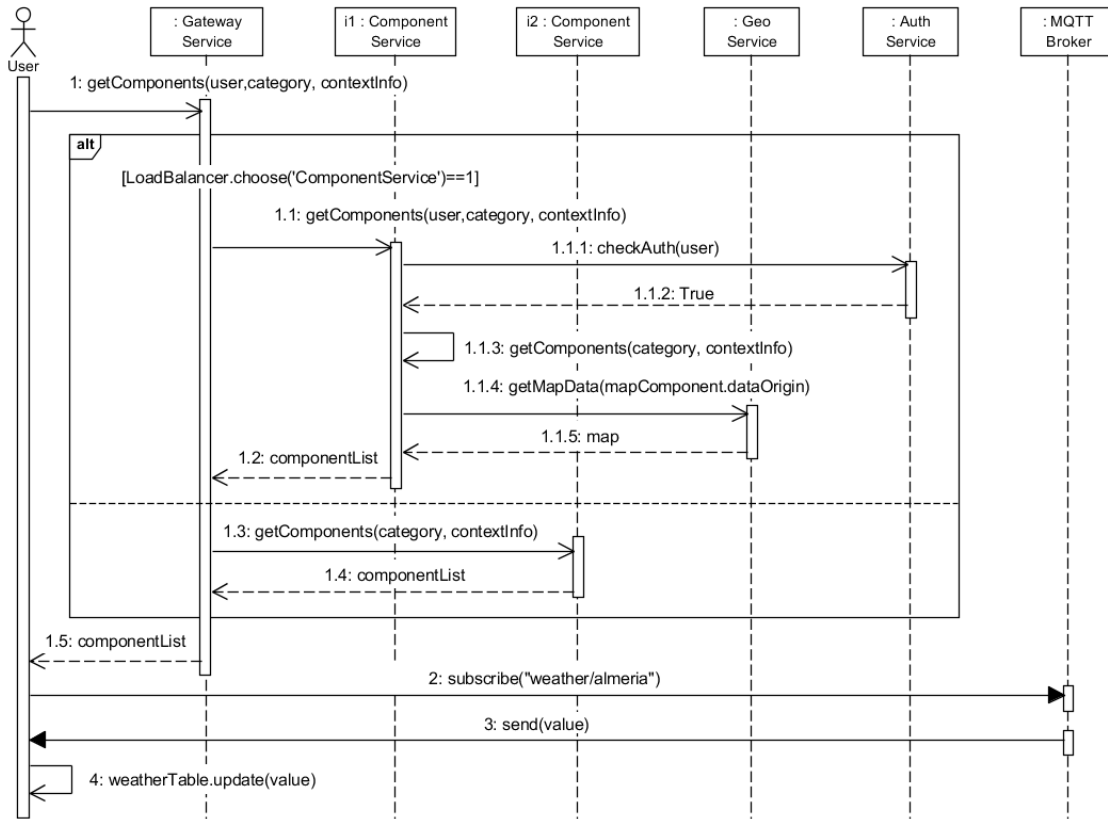 : Gateway
Service
i1 : Component
Service
i2 : Component
Service
: Geo
Service
: Auth
Service
: MQTT
Broker
User
1: getComponents(user,category, contextInfo)
alt
[LoadBalancer.choose('ComponentService')==1]
1.1: getComponents(user,category, contextInfo)
1.1.1: checkAuth(user)
1.1.2: True
1.1.3: getComponents(category, contextInfo)
1.1.4: getMapData(mapComponent.dataOrigin)
1.1.5: map
1.2: componentList
1.3: getComponents(category, contextInfo)
1.4: componentList
1.5: componentList
2: subscribe("weather/almeria")
3: send(value)
4: weatherTable.update(value)